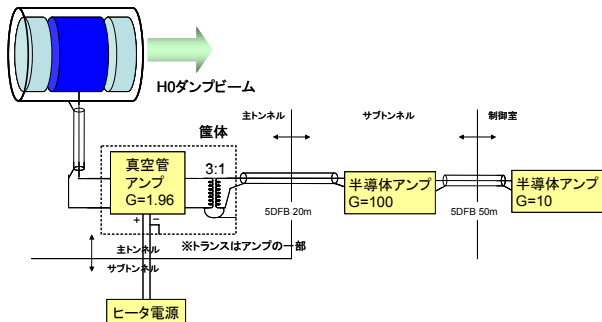 H0ダンプビーム
主トンネル
サブトンネル
制御室
筐体
真空管
アンプ
G=1.96
3:1
半導体アンプ
G=100
半導体アンプ
G=10
5DFB 20m
5DFB 50m
+ −
※トランスはアンプの一部
主トンネル
サブトンネル
ヒータ電源